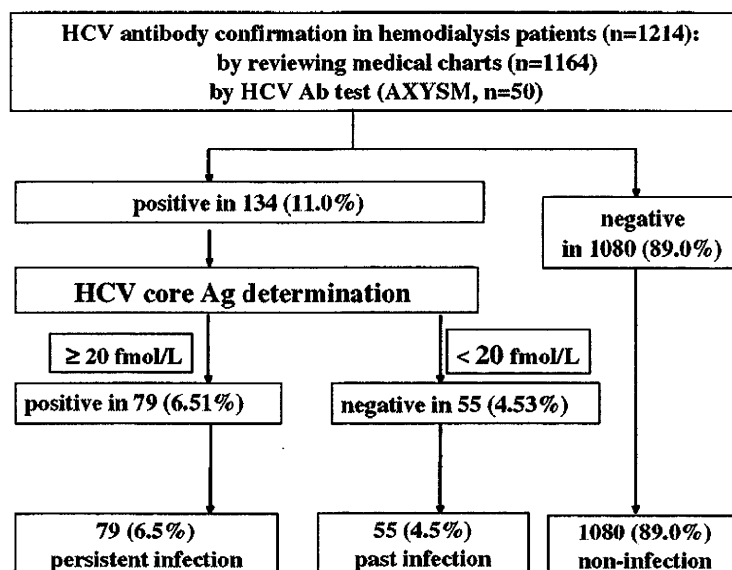 HCV antibody confirmation in hemodialysis patients (n=1214):
by reviewing medical charts (n=1164)
by HCV Ab test (AXYSM, n=50)
positive in 134 (11.0%)
negative
in 1080 (89.0%)
HCV core Ag determination
≥ 20 fmol/L
< 20 fmol/L
positive in 79 (6.51%)
negative in 55 (4.53%)
79 (6.5%)
persistent infection
55 (4.5%)
past infection
1080 (89.0%)
non-infection